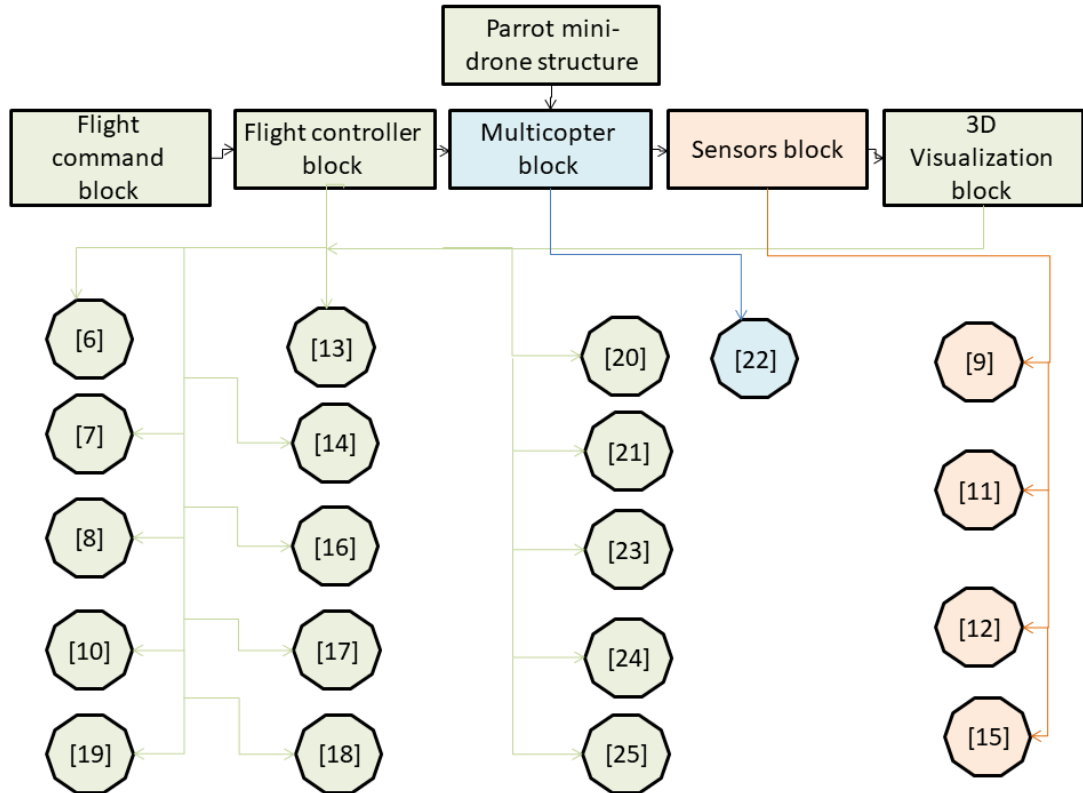 Parrot mini-
drone structure
Flight
command
block
Flight controller
block
Multicopter
block
Sensors block
3D
Visualization
block
[6]
[13]
[20]
[22]
[9]
[7]
[14]
[21]
[11]
[8]
[16]
[23]
[12]
[10]
[17]
[24]
[15]
[19]
[18]
[25]